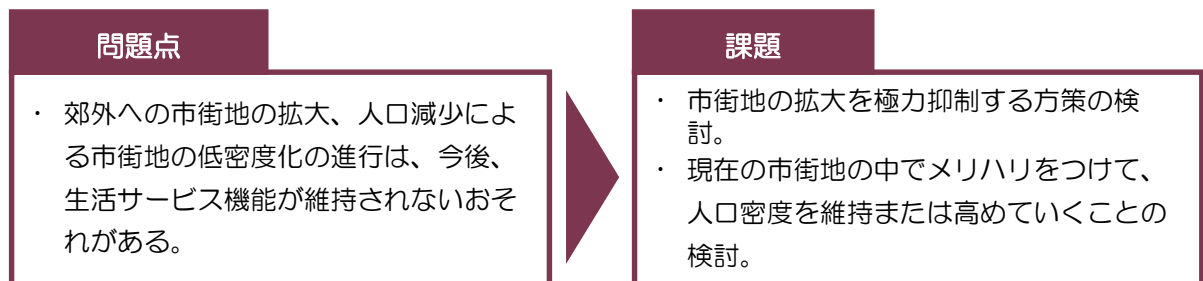 問題点
・ 郊外への市街地の拡大、人口減少によ
る市街地の低密度化の進行は、今後、
生活サービス機能が維持されないおそ
れがある。
課題
・ 市街地の拡大を極力抑制する方策の検
討。
・ 現在の市街地の中でメリハリをつけて、
人口密度を維持または高めていくことの
検討。